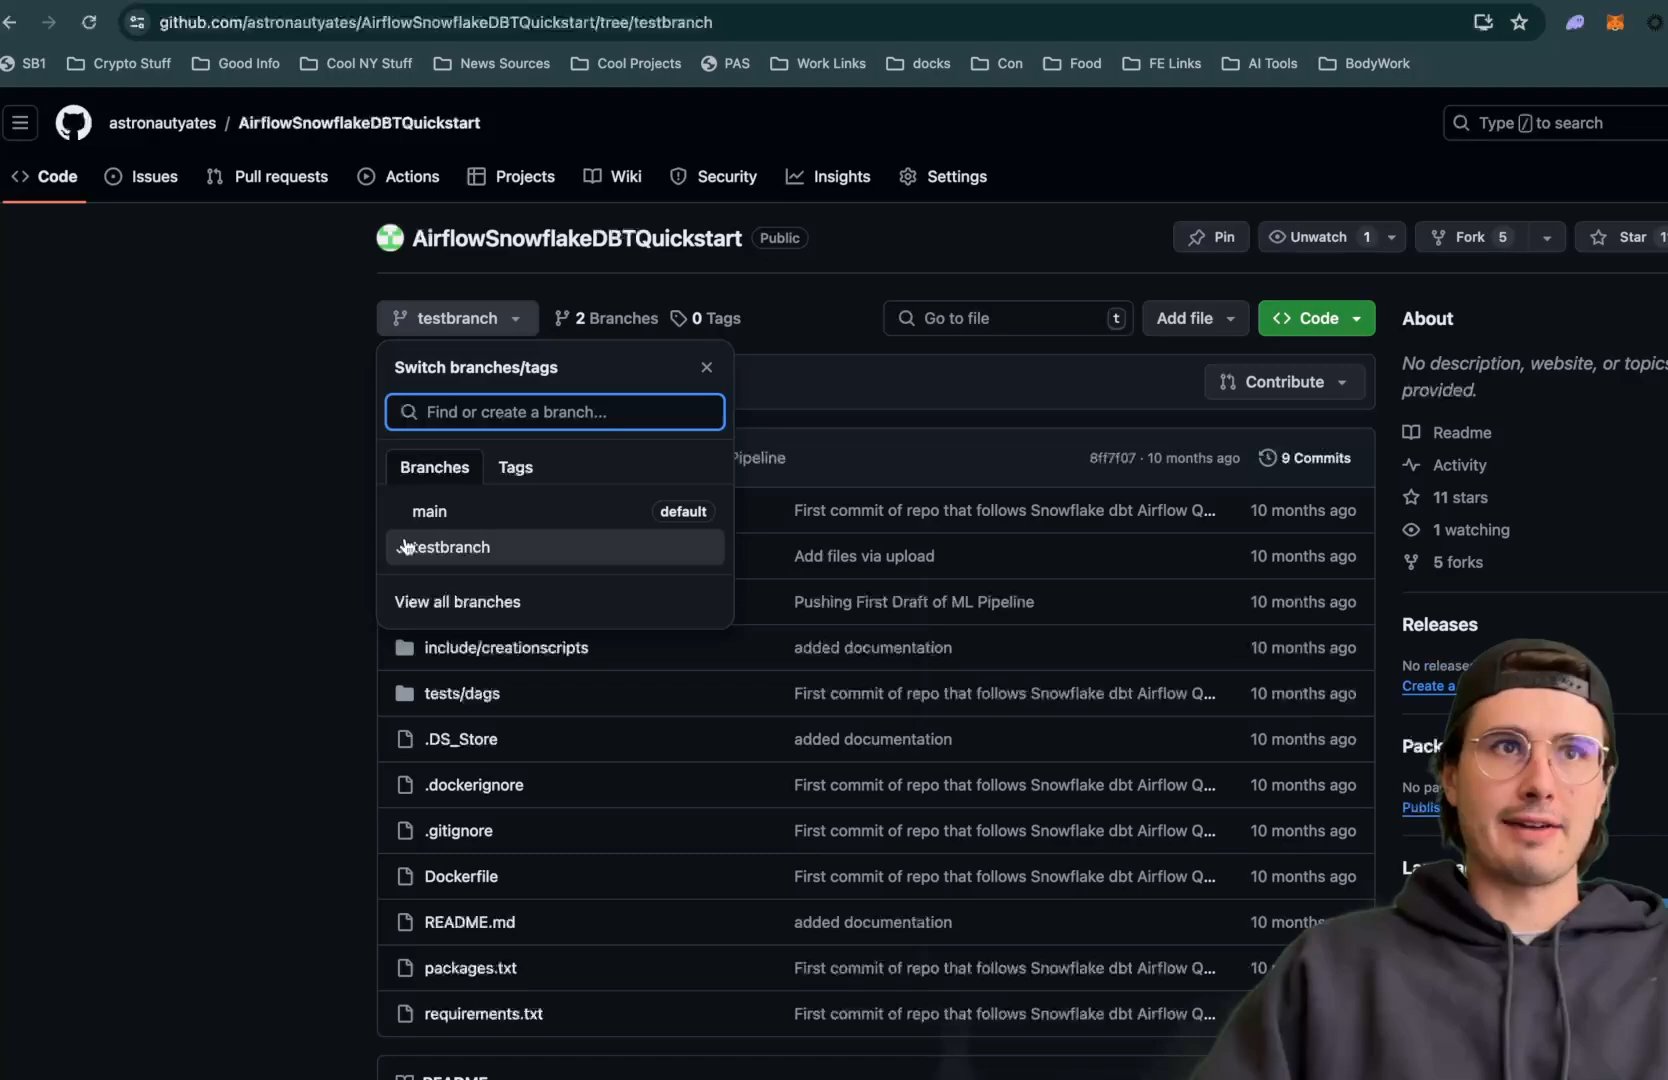 github.com/astronautyates/AirflowSnowflakeDBTQuickstart/tree/testbranch
SB1 Crypto Stuff Good Info Cool NY Stuff News Sources Cool Projects PAS Work Links docks Con Food FE Links AI Tools BodyWork
astronautyates / AirflowSnowflakeDBTQuickstart
Type / to search
Code Issues Pull requests Actions Projects Wiki Security Insights Settings
AirflowSnowflakeDBTQuickstart Public
Pin Unwatch 1 Fork 5 Star
testbranch 2 Branches 0 Tags Go to file t Add file Code
About
Switch branches/tags
No description, website, or topics
provided.
Contribute
Find or create a branch...
Readme
Pipeline 8ff7f07 · 10 months ago 9 Commits
Branches Tags
Activity
main default
First commit of repo that follows Snowflake dbt Airflow Q... 10 months ago
11 stars
1 watching
testbranch
Add files via upload 10 months ago
5 forks
View all branches
Pushing First Draft of ML Pipeline 10 months ago
Releases
include/creationscripts added documentation 10 months ago
No release
Create a
tests/dags First commit of repo that follows Snowflake dbt Airflow Q... 10 months ago
.DS_Store added documentation 10 months ago
.dockerignore First commit of repo that follows Snowflake dbt Airflow Q... 10 months ago
.gitignore First commit of repo that follows Snowflake dbt Airflow Q... 10 months ago
Dockerfile First commit of repo that follows Snowflake dbt Airflow Q... 10 months ago
README.md added documentation 10 months
packages.txt First commit of repo that follows Snowflake dbt Airflow Q... 10
requirements.txt First commit of repo that follows Snowflake dbt Airflow Q...
README